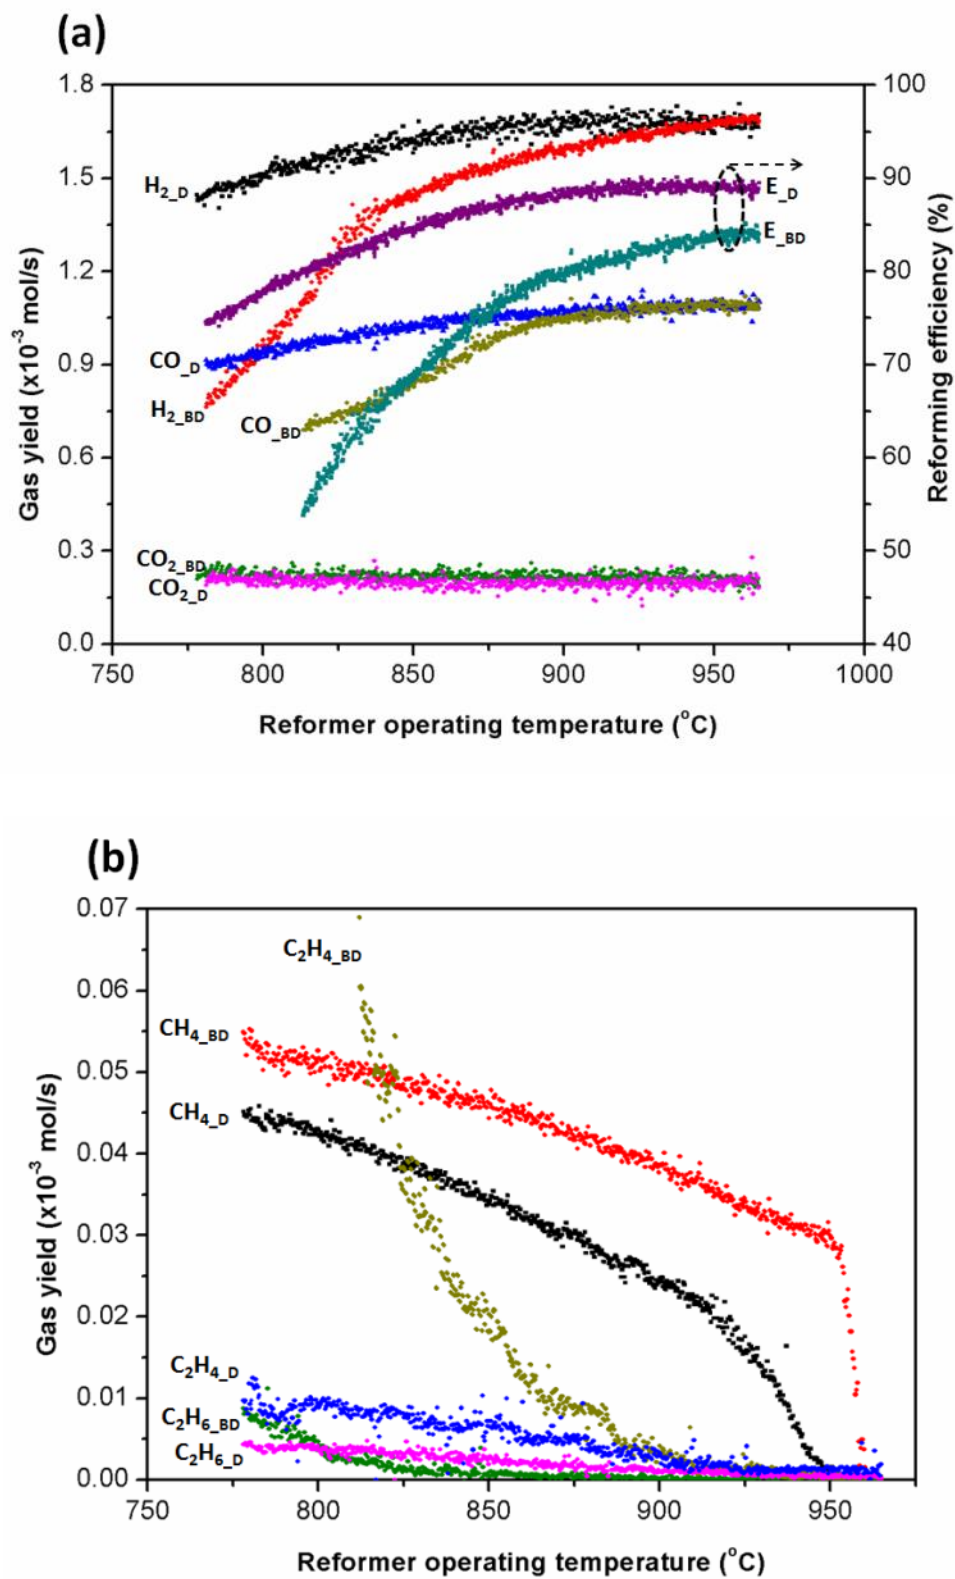 (a)
1.8
1.5
1.2
0.9
0.6
0.3
0.0
100
90
80
70
60
50
40
750
800
850
900
950
1000
Gas yield (x10⁻³ mol/s)
Reforming efficiency (%)
Reformer operating temperature (°C)
H₂_D
E_D
E_BD
CO_D
H₂_BD
CO_BD
CO₂_BD
CO₂_D
(b)
0.07
0.06
0.05
0.04
0.03
0.02
0.01
0.00
750
800
850
900
950
Gas yield (x10⁻³ mol/s)
Reformer operating temperature (°C)
C₂H₄_BD
CH₄_BD
CH₄_D
C₂H₄_D
C₂H₆_BD
C₂H₆_D